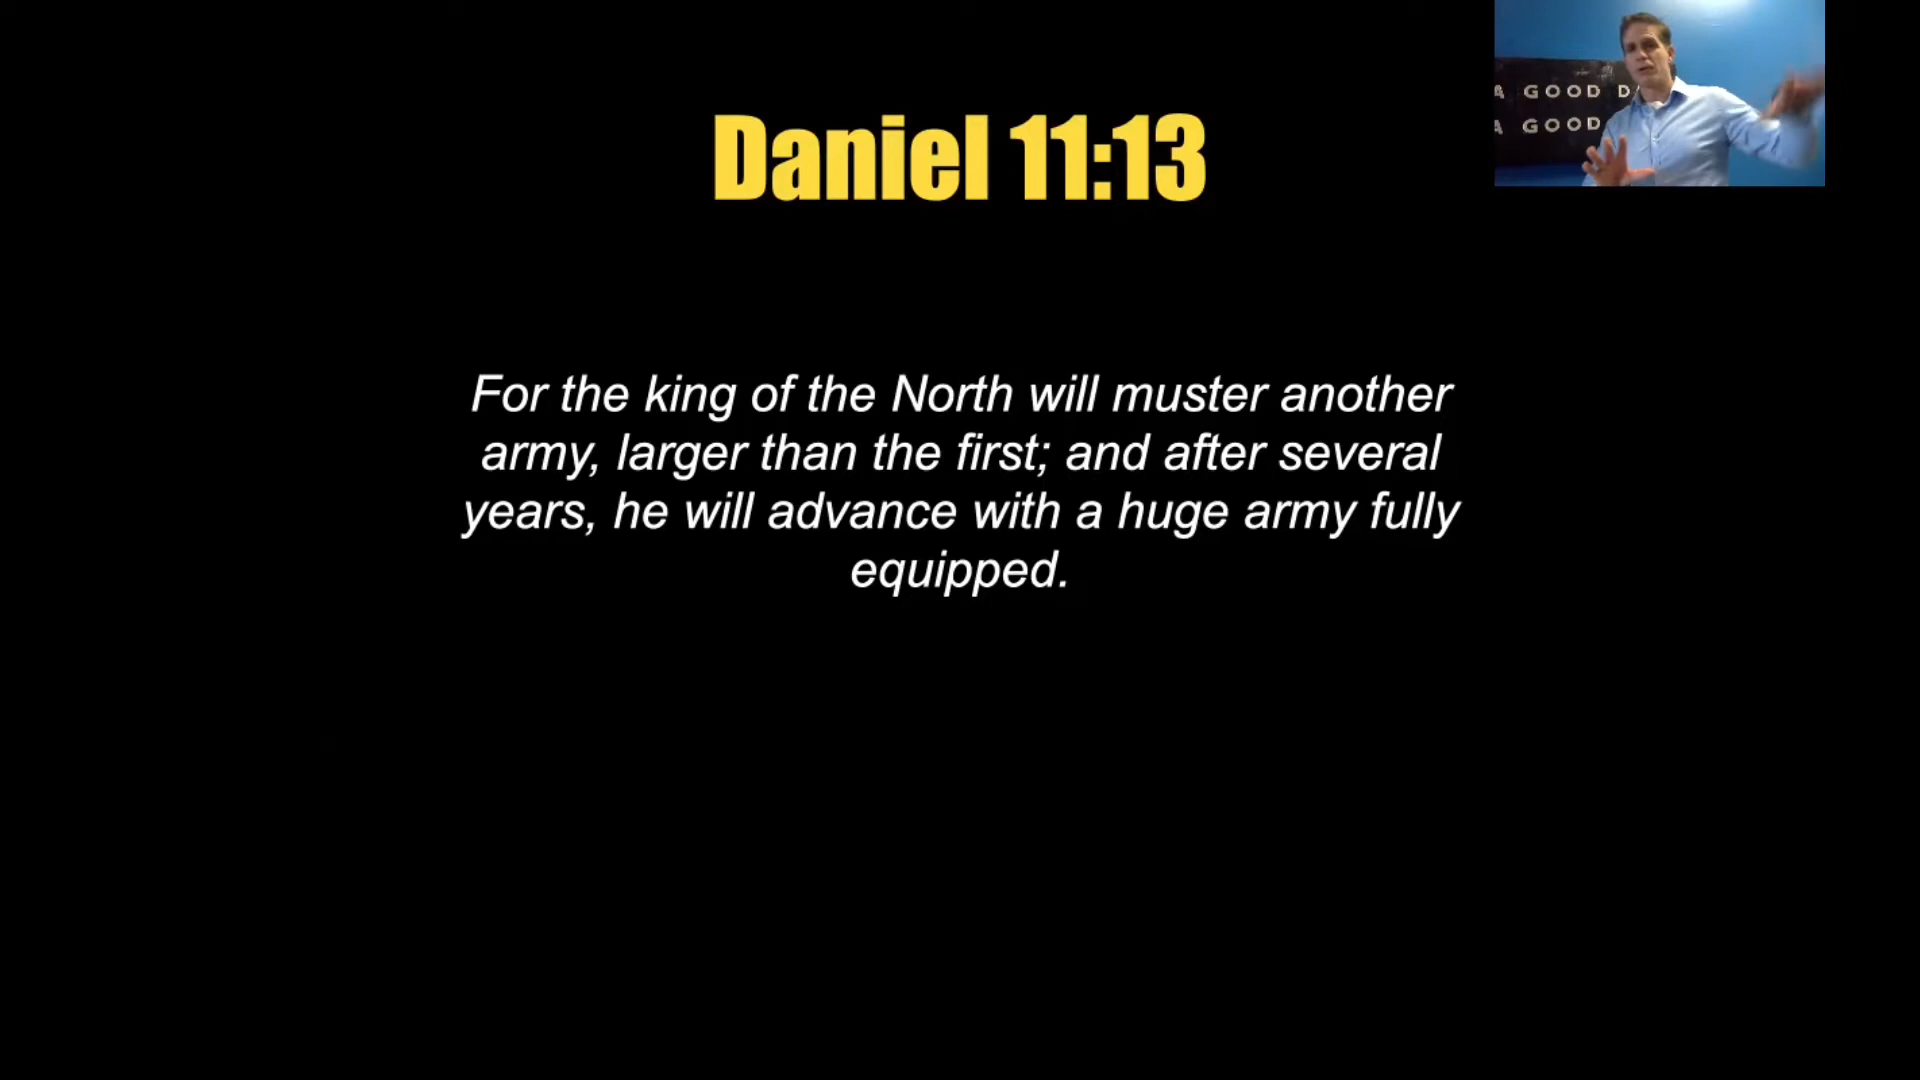 Daniel 11:13
A GOOD D
A GOOD
For the king of the North will muster another
army, larger than the first; and after several
years, he will advance with a huge army fully
equipped.